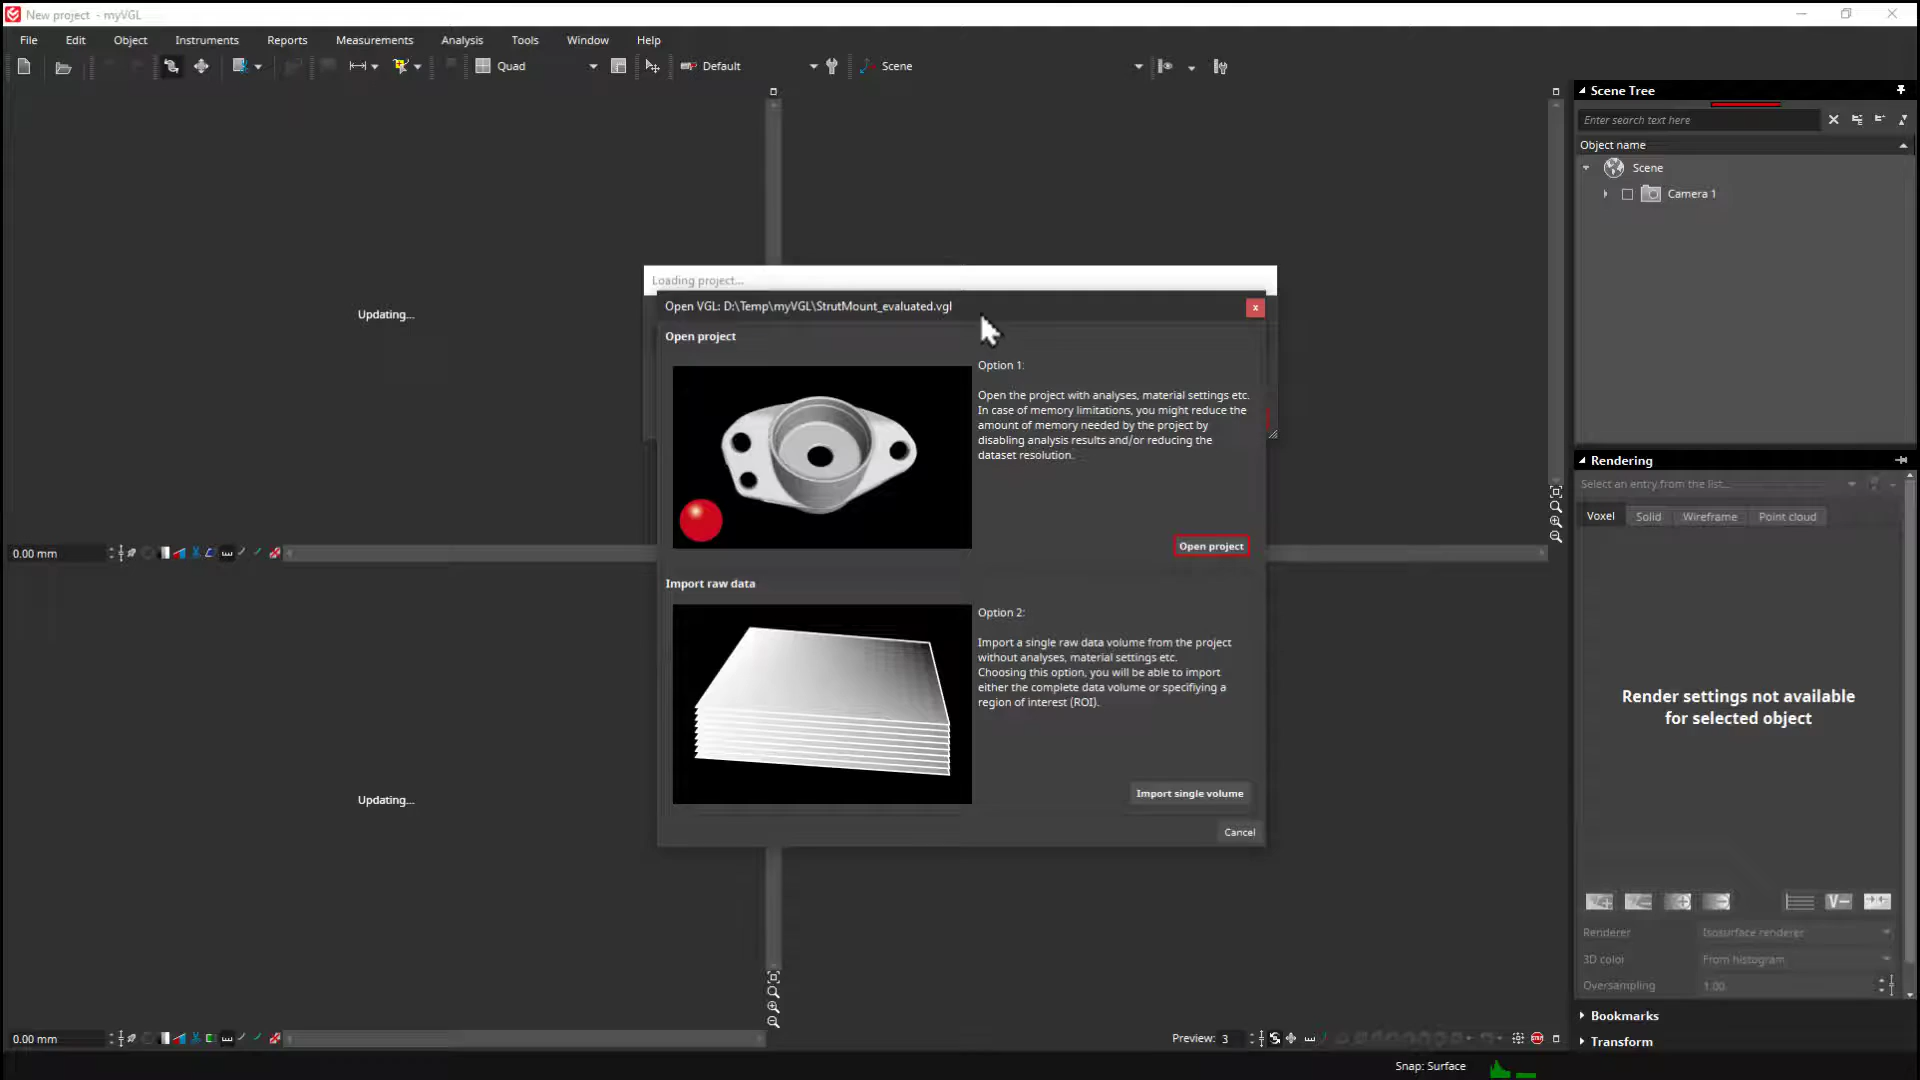 New project - myVGL
File Edit Object Instruments Reports Measurements Analysis Tools Window Help
Quad Default Scene
Scene Tree
Enter search text here
Object name
Scene
Camera 1
Updating...
Loading project...
Open VGL: D:\Temp\myVGL\StrutMount_evaluated.vgl
x
Open project
Option 1:
Open the project with analyses, material settings etc.
In case of memory limitations, you might reduce the
amount of memory needed by the project by
disabling analysis results and/or reducing the
dataset resolution.
Open project
Import raw data
Option 2:
Import a single raw data volume from the project
without analyses, material settings etc.
Choosing this option, you will be able to import
either the complete data volume or specifiying a
region of interest (ROI).
Import single volume
Cancel
0.00 mm
Updating...
0.00 mm
Preview: 3
Rendering
Select an entry from the list...
Voxel Solid Wireframe Point cloud
Render settings not available
for selected object
V
Renderer Isosurface renderer
3D color From histogram
Oversampling 1.00
Bookmarks
Transform
STOP
Snap: Surface